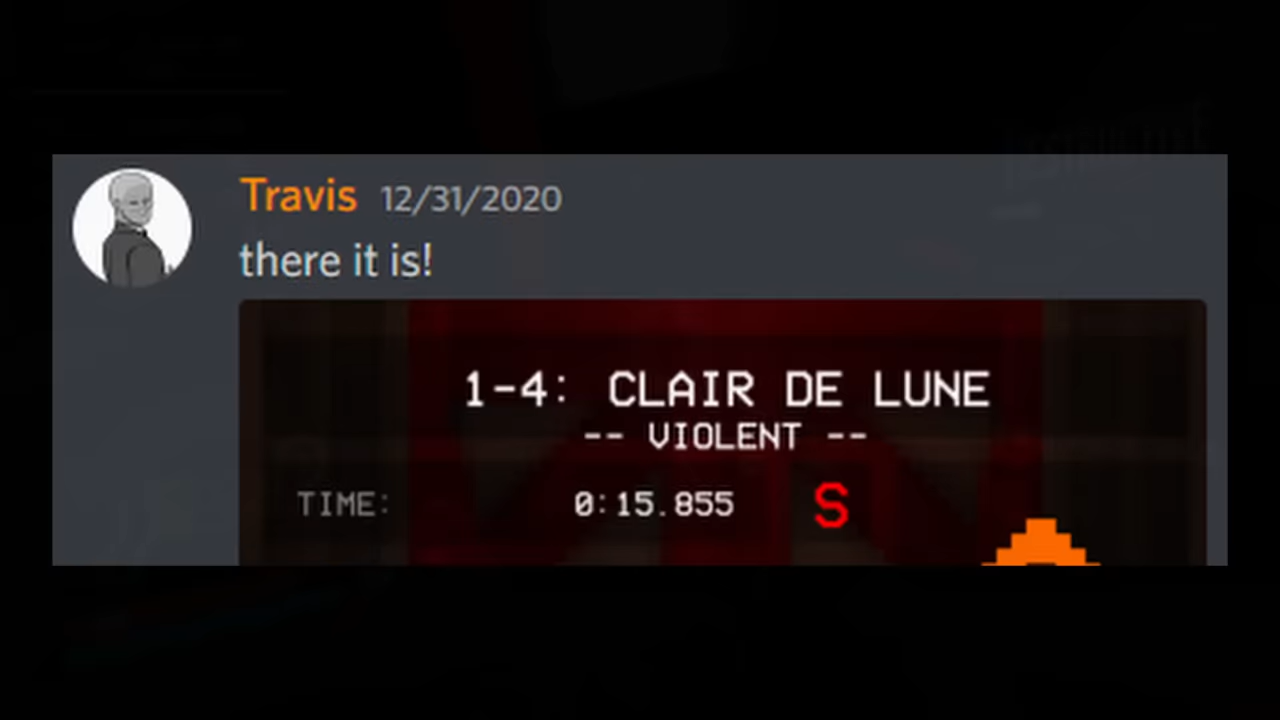 Travis 12/31/2020
there it is!
1-4: CLAIR DE LUNE
-- VIOLENT --
TIME: 0:15.855 S